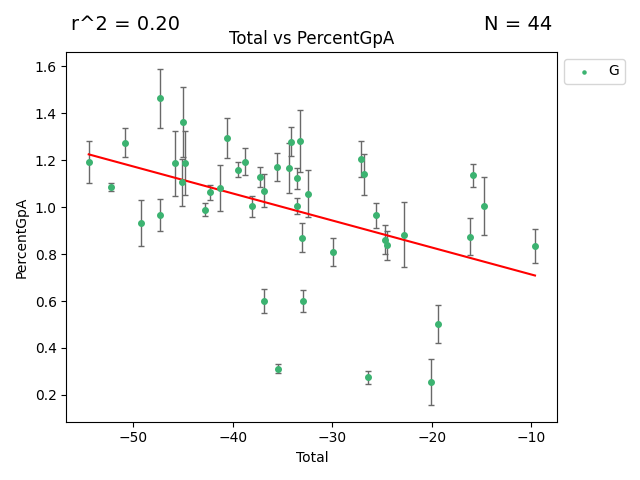 r^2 = 0.20
N = 44
Total vs PercentGpA
G
PercentGpA
1.6
1.4
1.2
1.0
0.8
0.6
0.4
0.2
−50
−40
−30
−20
−10
Total